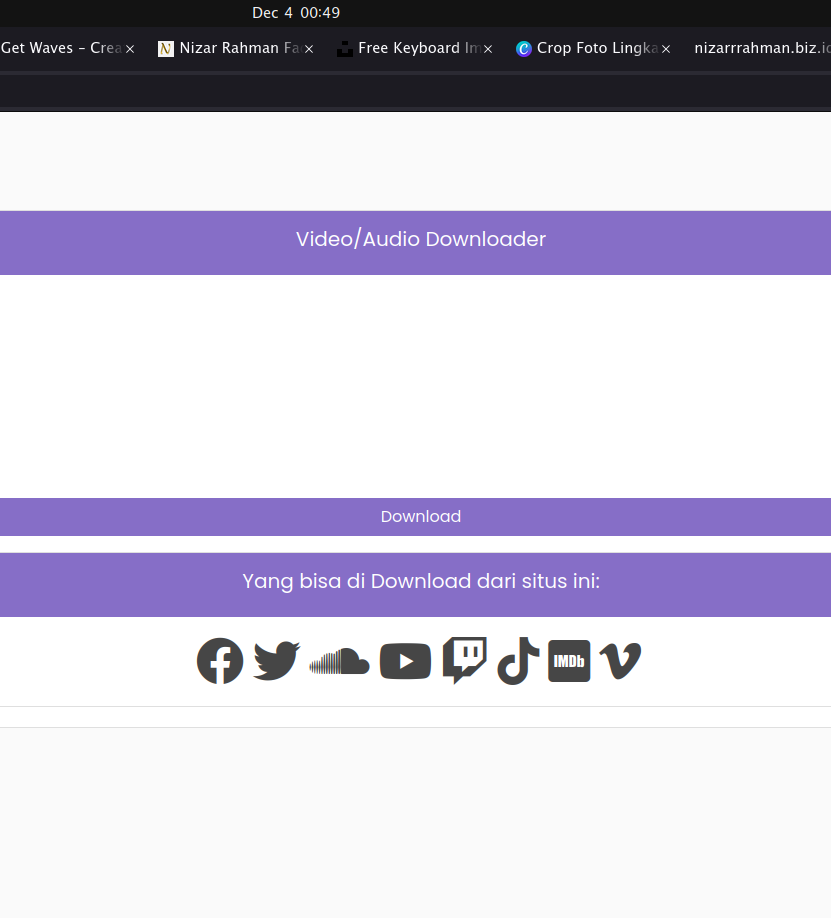 Dec 4 00:49
Get Waves – Crea
Nizar Rahman Fa
Free Keyboard Im
Crop Foto Lingka
nizarrrahman.biz.id
Video/Audio Downloader
Download
Yang bisa di Download dari situs ini:
IMDb